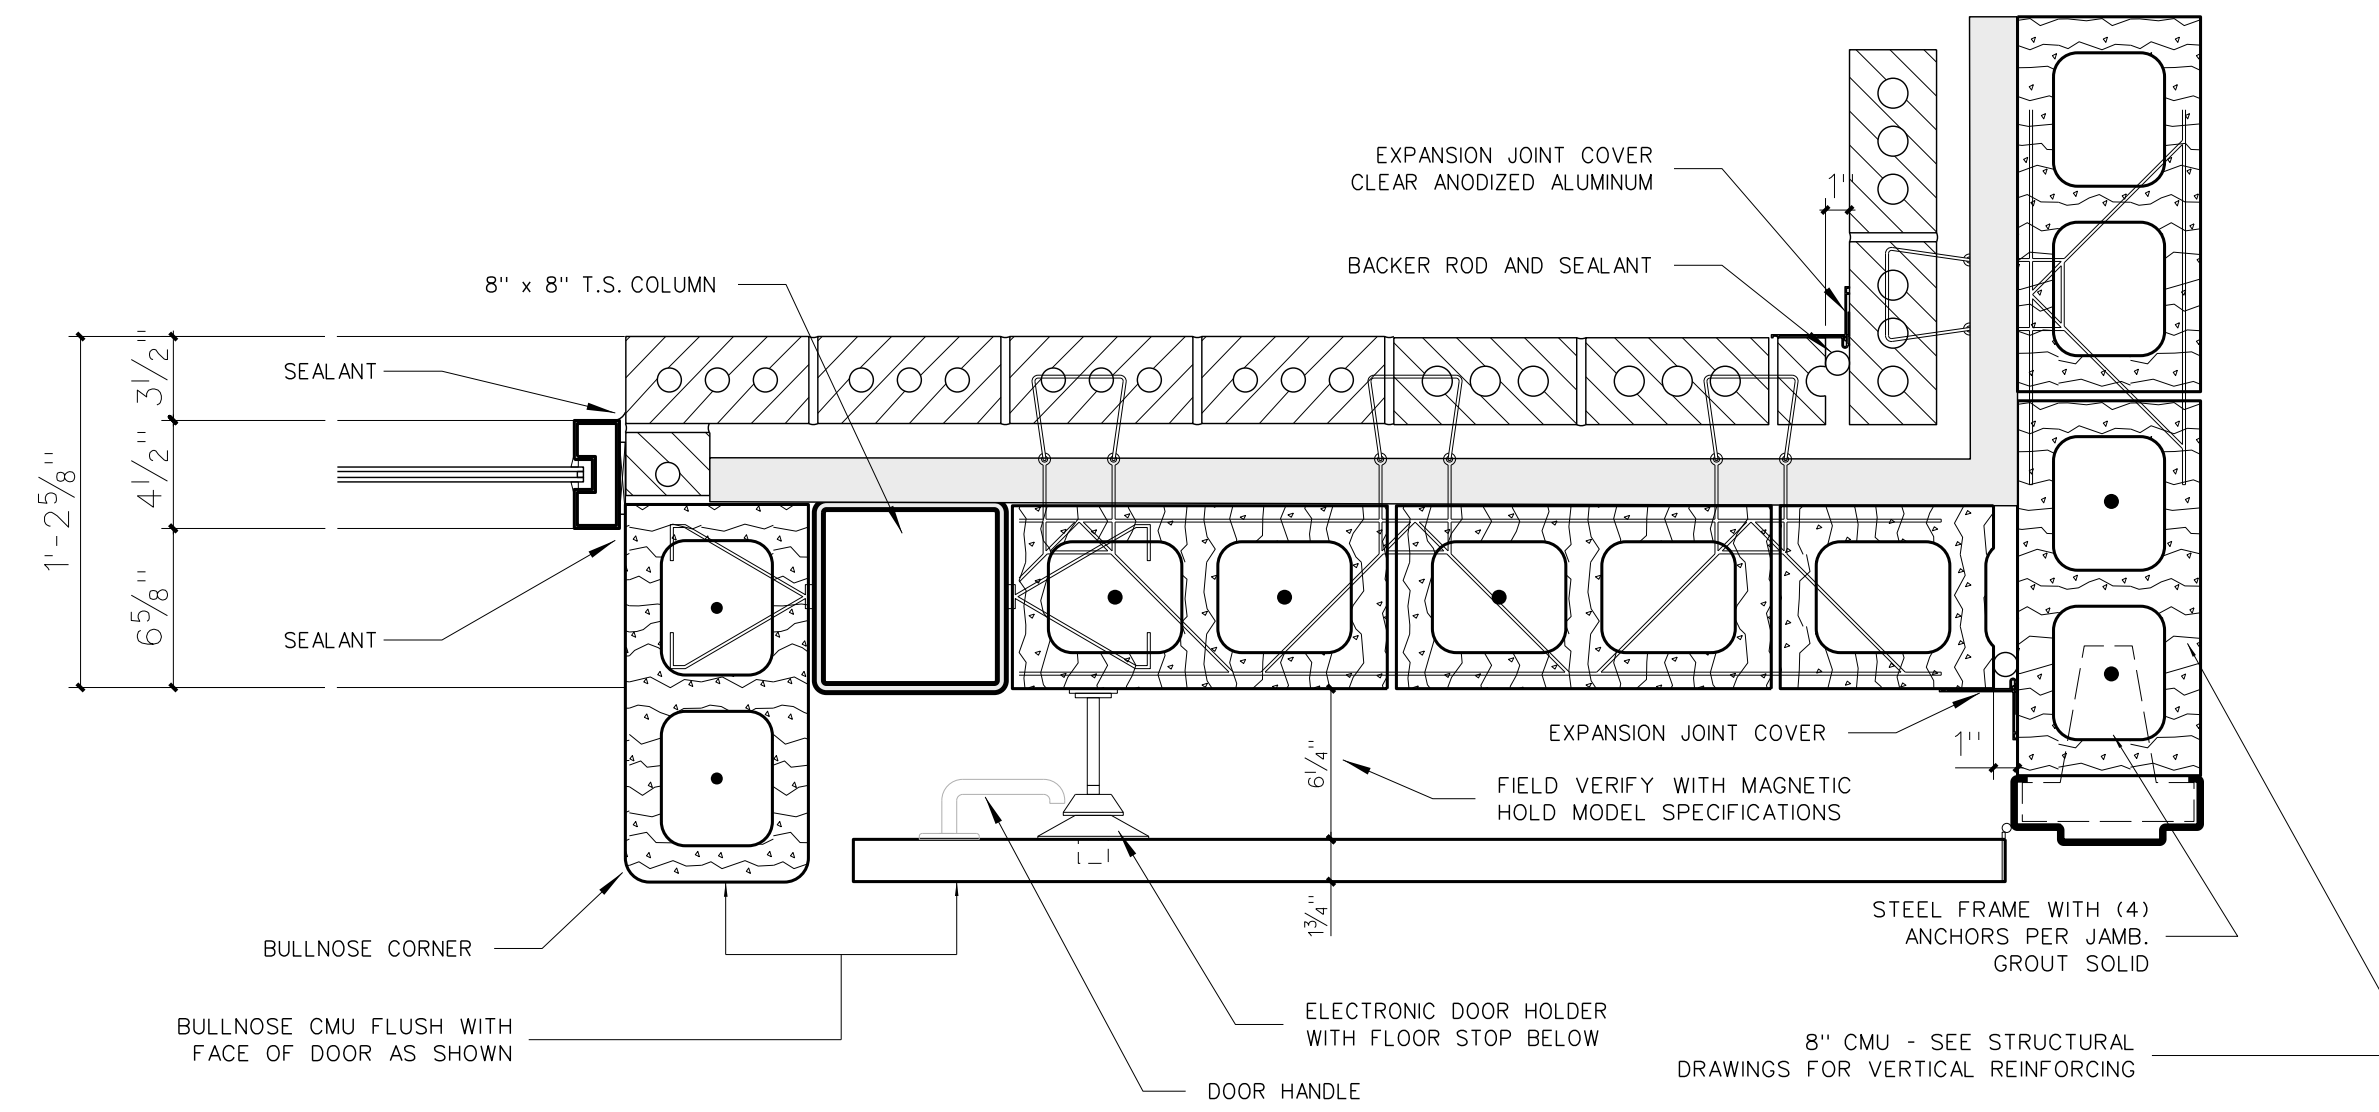 EXPANSION JOINT COVER
CLEAR ANODIZED ALUMINUM
1"
BACKER ROD AND SEALANT
8" x 8" T.S. COLUMN
SEALANT
3 1/2"
4 1/2"
1'-2 5/8"
6 5/8"
SEALANT
EXPANSION JOINT COVER
1"
6 1/4"
FIELD VERIFY WITH MAGNETIC
HOLD MODEL SPECIFICATIONS
1 3/4"
STEEL FRAME WITH (4)
ANCHORS PER JAMB.
GROUT SOLID
BULLNOSE CORNER
ELECTRONIC DOOR HOLDER
WITH FLOOR STOP BELOW
BULLNOSE CMU FLUSH WITH
FACE OF DOOR AS SHOWN
8" CMU - SEE STRUCTURAL
DRAWINGS FOR VERTICAL REINFORCING
DOOR HANDLE